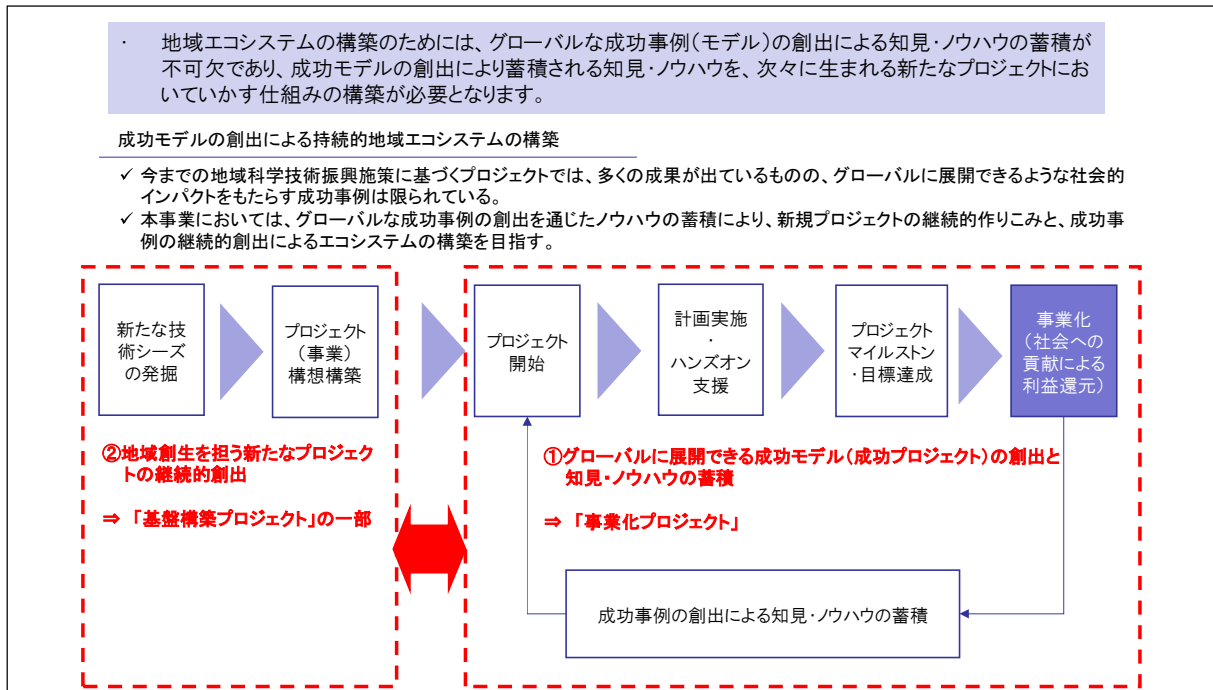 ・ 地域エコシステムの構築のためには、グローバルな成功事例(モデル)の創出による知見・ノウハウの蓄積が
不可欠であり、成功モデルの創出により蓄積される知見・ノウハウを、次々に生まれる新たなプロジェクトにお
いていかす仕組みの構築が必要となります。
成功モデルの創出による持続的地域エコシステムの構築
✓ 今までの地域科学技術振興施策に基づくプロジェクトでは、多くの成果が出ているものの、グローバルに展開できるような社会的
インパクトをもたらす成功事例は限られている。
✓ 本事業においては、グローバルな成功事例の創出を通じたノウハウの蓄積により、新規プロジェクトの継続的作りこみと、成功事
例の継続的創出によるエコシステムの構築を目指す。
新たな技
術シーズ
の発掘
プロジェクト
(事業)
構想構築
プロジェクト
開始
計画実施
・
ハンズオン
支援
プロジェクト
マイルストン
・目標達成
事業化
(社会への
貢献による
利益還元)
②地域創生を担う新たなプロジェク
トの継続的創出
⇒ 「基盤構築プロジェクト」の一部
①グローバルに展開できる成功モデル(成功プロジェクト)の創出と
知見・ノウハウの蓄積
⇒ 「事業化プロジェクト」
成功事例の創出による知見・ノウハウの蓄積